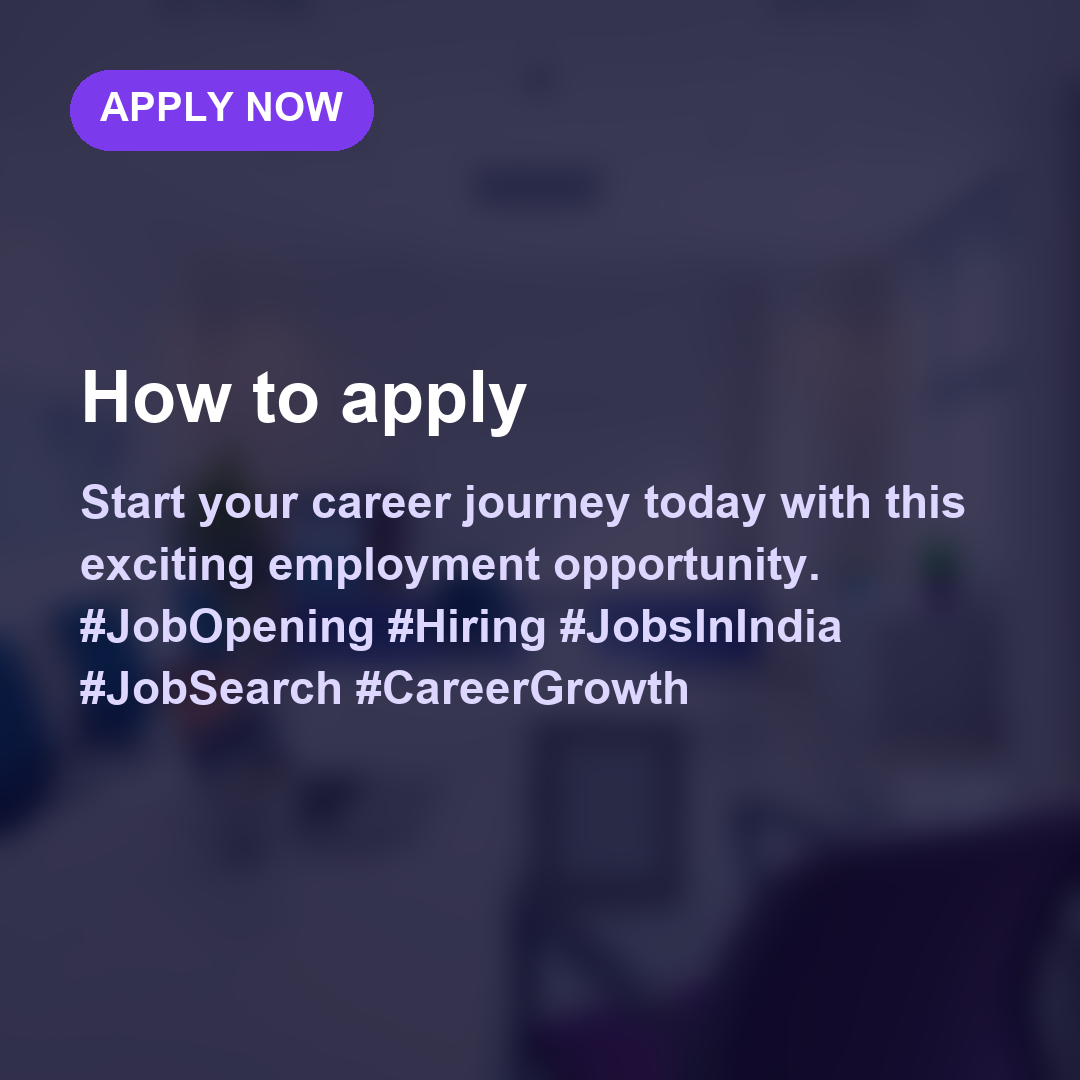 APPLY NOW
How to apply
Start your career journey today with this
exciting employment opportunity.
#JobOpening #Hiring #JobsInIndia
#JobSearch #CareerGrowth